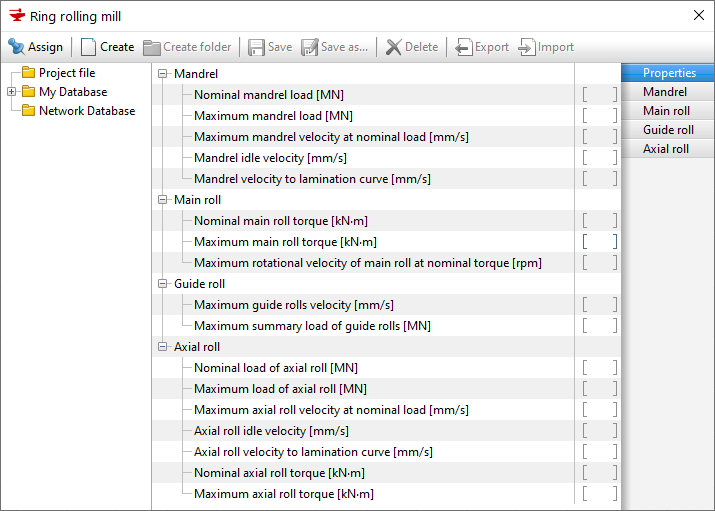 Ring rolling mill
Assign Create Create folder Save Save as... Delete Export Import
Project file
My Database
Network Database
Mandrel
Nominal mandrel load [MN] [ ]
Maximum mandrel load [MN] [ ]
Maximum mandrel velocity at nominal load [mm/s] [ ]
Mandrel idle velocity [mm/s] [ ]
Mandrel velocity to lamination curve [mm/s] [ ]
Main roll
Nominal main roll torque [kN·m] [ ]
Maximum main roll torque [kN·m] [ ]
Maximum rotational velocity of main roll at nominal torque [rpm] [ ]
Guide roll
Maximum guide rolls velocity [mm/s] [ ]
Maximum summary load of guide rolls [MN] [ ]
Axial roll
Nominal load of axial roll [MN] [ ]
Maximum load of axial roll [MN] [ ]
Maximum axial roll velocity at nominal load [mm/s] [ ]
Axial roll idle velocity [mm/s] [ ]
Axial roll velocity to lamination curve [mm/s] [ ]
Nominal axial roll torque [kN·m] [ ]
Maximum axial roll torque [kN·m] [ ]
Properties
Mandrel
Main roll
Guide roll
Axial roll